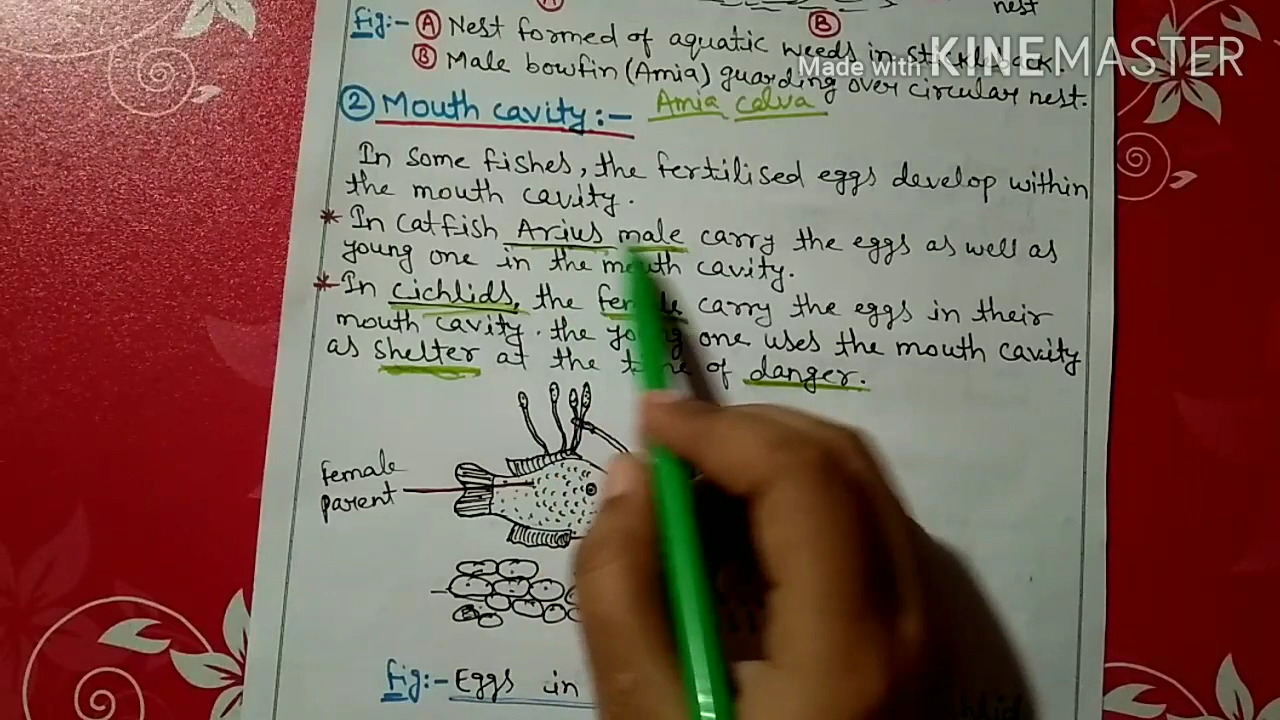 nest
(A)
(B)
Fig:- (A) Nest formed of aquatic weeds in
(B) Male bowfin (Amia) guarding over circular nest.
Made with KINEMASTER
(2) Mouth cavity:- Amia calva
In some fishes, the fertilised eggs develop within
the mouth cavity.
* In catfish Arius male carry the eggs as well as
young one in the mouth cavity.
* In cichlids, the female carry the eggs in their
mouth cavity. the young one uses the mouth cavity
as shelter at the time of danger.
Female
parent
Fig:- Eggs in